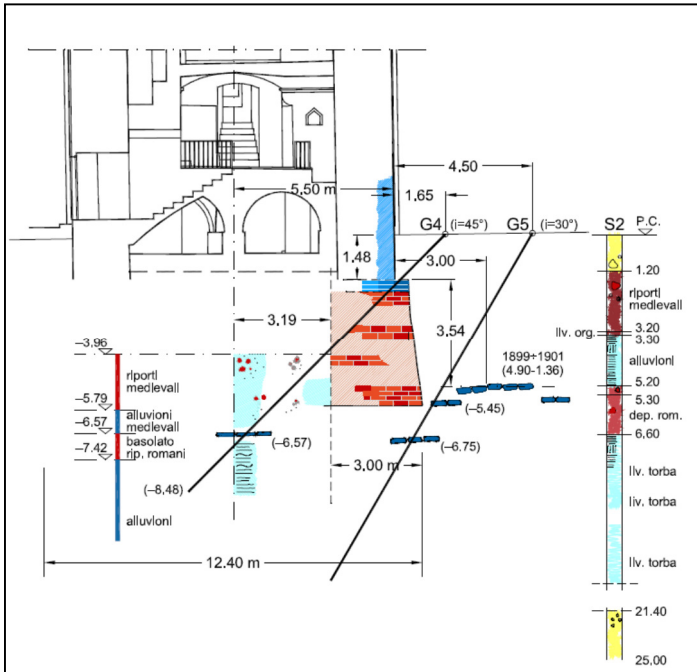 4.50
5.50 m
1.65
G4 (i=45°)
G5 (i=30°)
S2
P.C.
1.48
3.00
1.20
riporti
medievali
3.19
3.54
3.20
llv. org.
3.30
–3.96
1899+1901
(4.90-1.36)
alluvioni
riporti
medievali
5.20
–5.79
5.30
alluvioni
medievali
(–5.45)
dep. rom.
–6.57
(–6.57)
6,60
basolato
rip. romani
(–6.75)
–7.42
llv. torba
3.00 m
(–8.48)
liv. torba
alluvioni
12.40 m
llv. torba
21.40
25,00